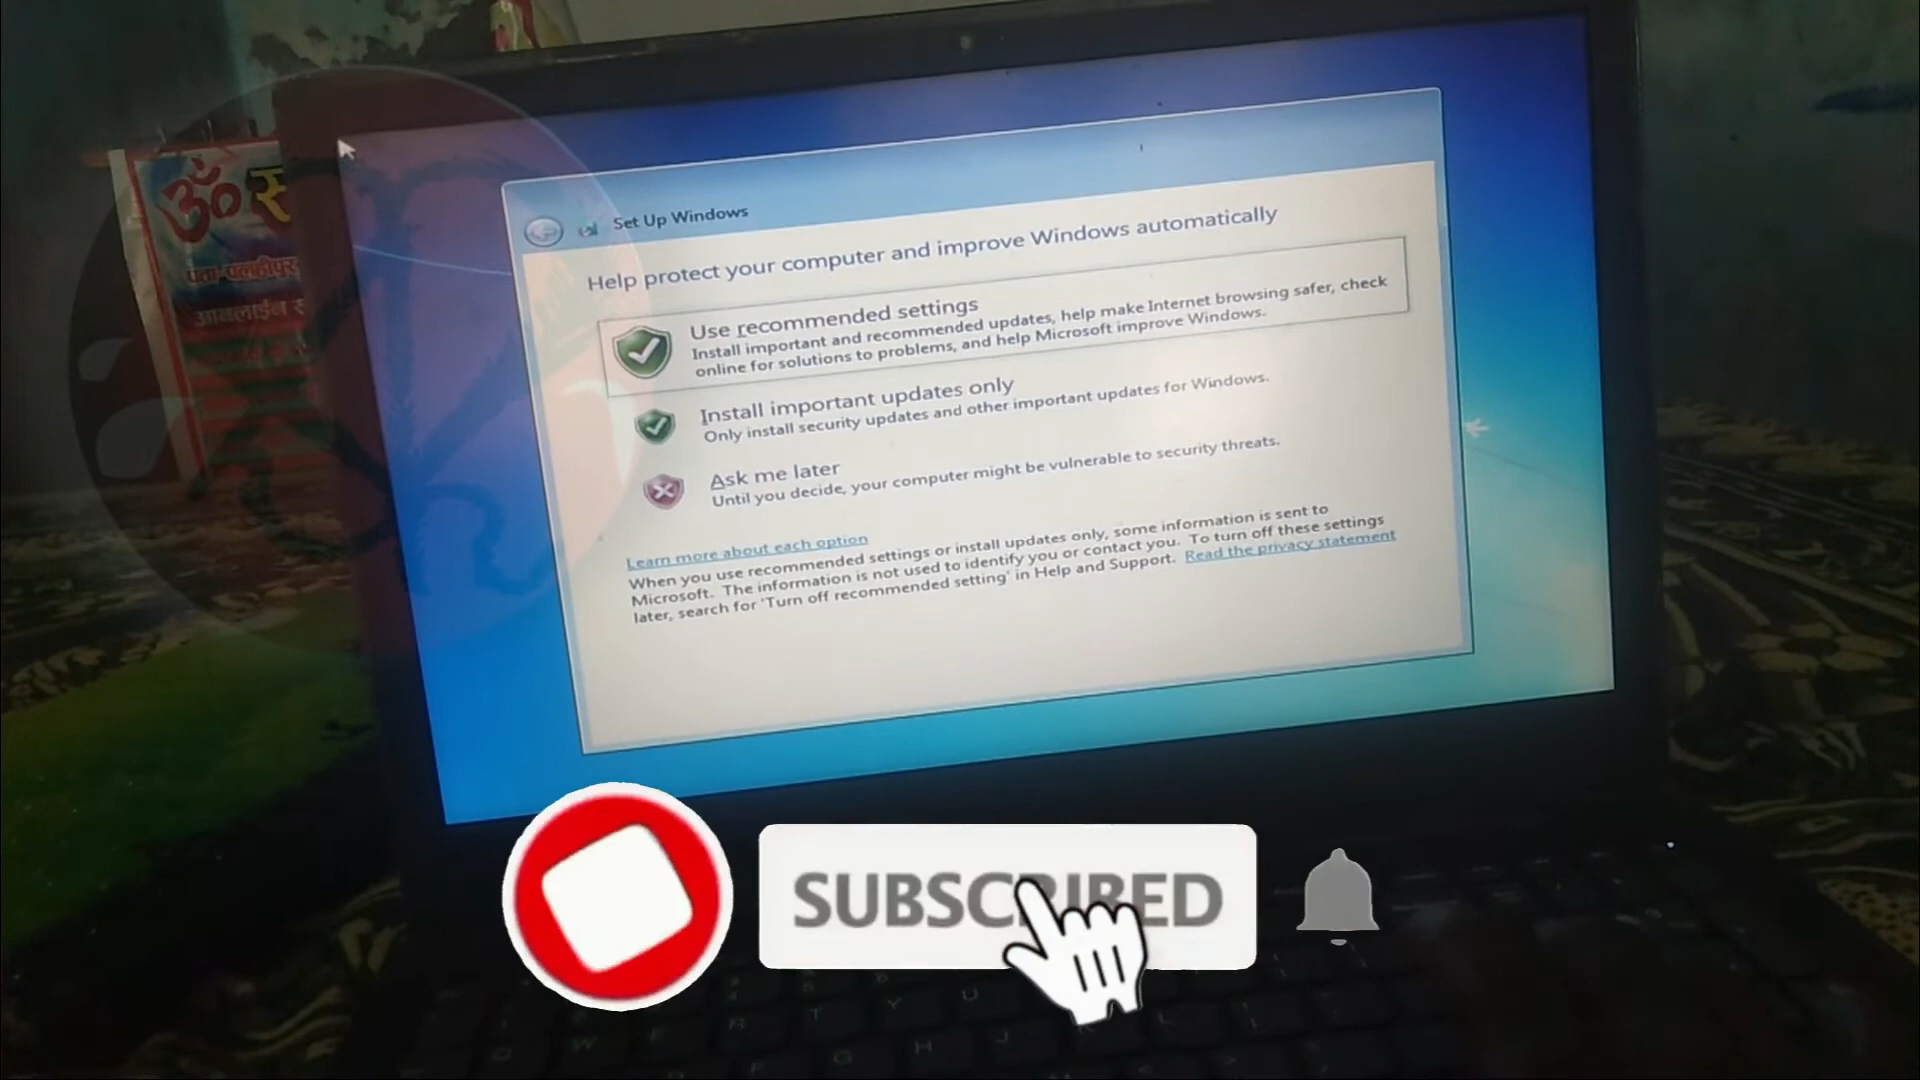 ॐ
पता-पलहीपुर
आनलाईन
Set Up Windows
Help protect your computer and improve Windows automatically
Use recommended settings
Install important and recommended updates, help make Internet browsing safer, check
online for solutions to problems, and help Microsoft improve Windows.
Install important updates only
Only install security updates and other important updates for Windows.
Ask me later
Until you decide, your computer might be vulnerable to security threats.
Learn more about each option
When you use recommended settings or install updates only, some information is sent to
Microsoft. The information is not used to identify you or contact you. To turn off these settings
later, search for 'Turn off recommended setting' in Help and Support. Read the privacy statement
SUBSCRIBED